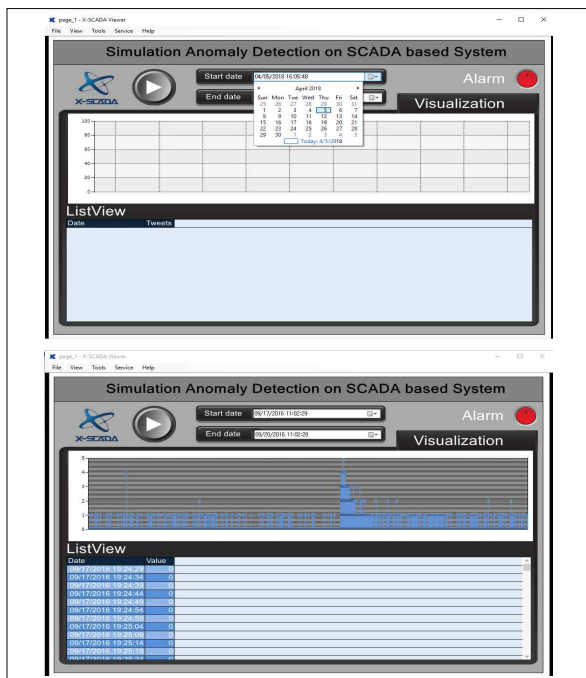 page_1 - X-SCADA Viewer
File View Tools Service Help
Simulation Anomaly Detection on SCADA based System
X-SCADA
Start date 04/05/2018 16:05:48
End date
Alarm
Visualization
April 2018
Sun Mon Tue Wed Thu Fri Sat
25 26 27 28 29 30 31
1 2 3 4 5 6 7
8 9 10 11 12 13 14
15 16 17 18 19 20 21
22 23 24 25 26 27 28
29 30 1 2 3 4 5
Today: 4/5/2018
100
80
60
40
20
0
ListView
Date Tweets
page_1 - X-SCADA Viewer
File View Tools Service Help
Simulation Anomaly Detection on SCADA based System
X-SCADA
Start date 09/17/2016 11:02:29
End date 09/20/2016 11:02:28
Alarm
Visualization
5
4
3
2
1
0
ListView
Date Value
09/17/2016 19:24:29 0
09/17/2016 19:24:34 0
09/17/2016 19:24:39 0
09/17/2016 19:24:44 0
09/17/2016 19:24:49 0
09/17/2016 19:24:54 0
09/17/2016 19:24:59 0
09/17/2016 19:25:04 0
09/17/2016 19:25:09 0
09/17/2016 19:25:14 0
09/17/2016 19:25:19 0
09/17/2016 19:25:24 0